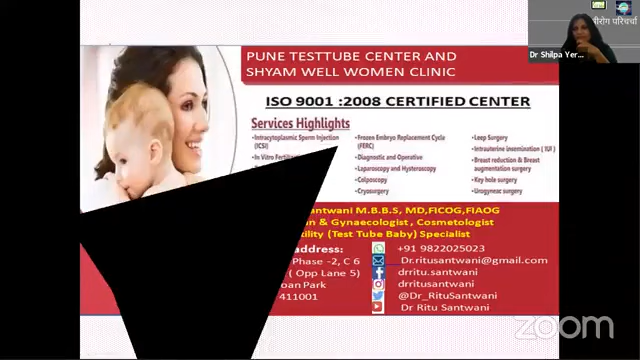 रोग परिचर्चा
Dr Shilpa Yer...
PUNE TESTTUBE CENTER AND
SHYAM WELL WOMEN CLINIC
ISO 9001 :2008 CERTIFIED CENTER
Services Highlights
•Intracytoplasmic Sperm Injection
(ICSI)
•In Vitro
•Frozen Embryo Replacement Cycle
(FERC)
•Diagnostic and Operative
•Laparoscopy and Hysteroscopy
•Colposcopy
•Cryosurgery
•Leep Surgery
•Intrauterine insemination ( IUI )
•Breast reduction & Breast
augmentation surgery
•Key hole surgery
•Urogynaec surgery
antwani M.B.B.S, MD,FICOG,FIAOG
n & Gynaecologist , Cosmetologist
tility (Test Tube Baby) Specialist
address:
Phase -2, C 6
( Opp Lane 5)
oan Park
411001
+91 9822025023
Dr.ritusantwani@gmail.com
drritu.santwani
drritusantwani
@Dr_RituSantwani
Dr Ritu Santwani
zoom